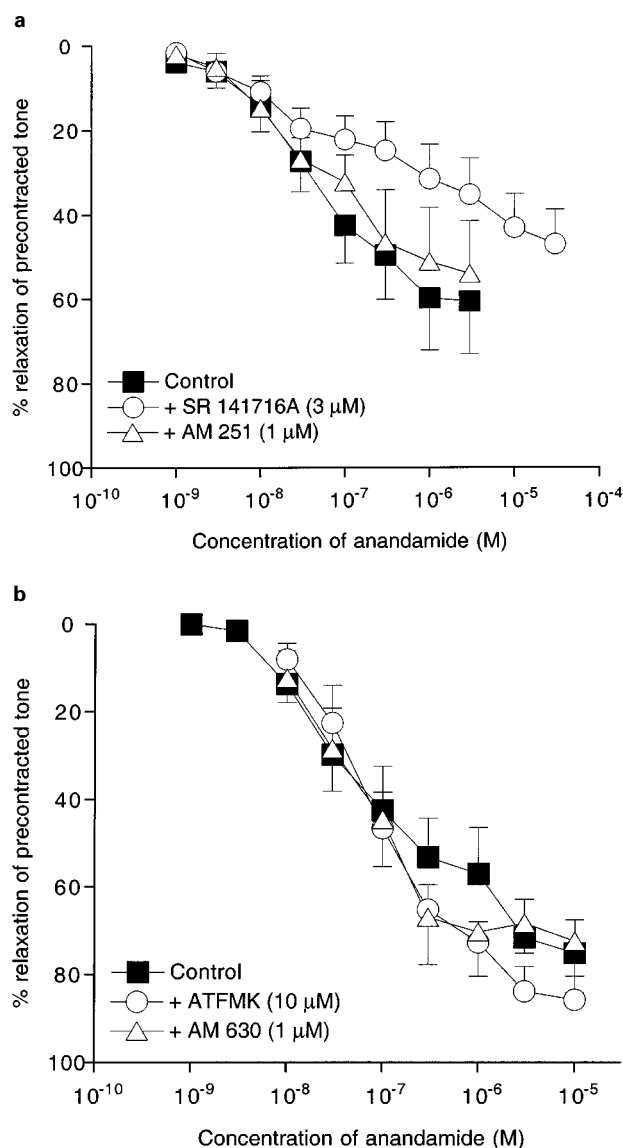 a
% relaxation of precontracted tone
0
20
40
60
80
100
Control
+ SR 141716A (3 µM)
+ AM 251 (1 µM)
10⁻¹⁰ 10⁻⁹ 10⁻⁸ 10⁻⁷ 10⁻⁶ 10⁻⁵ 10⁻⁴
Concentration of anandamide (M)
b
% relaxation of precontracted tone
0
20
40
60
80
100
Control
+ ATFMK (10 µM)
+ AM 630 (1 µM)
10⁻¹⁰ 10⁻⁹ 10⁻⁸ 10⁻⁷ 10⁻⁶ 10⁻⁵
Concentration of anandamide (M)